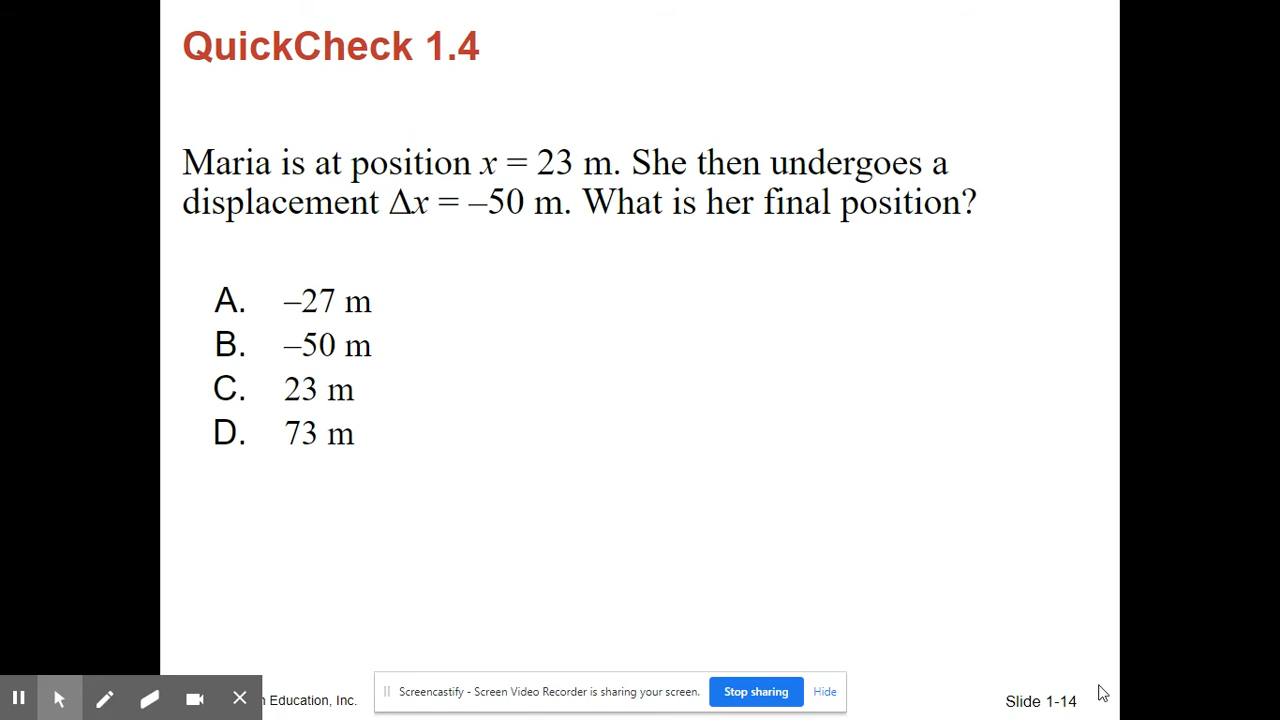 QuickCheck 1.4
Maria is at position x = 23 m. She then undergoes a
displacement Δx = –50 m. What is her final position?
A. –27 m
B. –50 m
C. 23 m
D. 73 m
Education, Inc.
Screencastify - Screen Video Recorder is sharing your screen.
Stop sharing
Hide
Slide 1-14